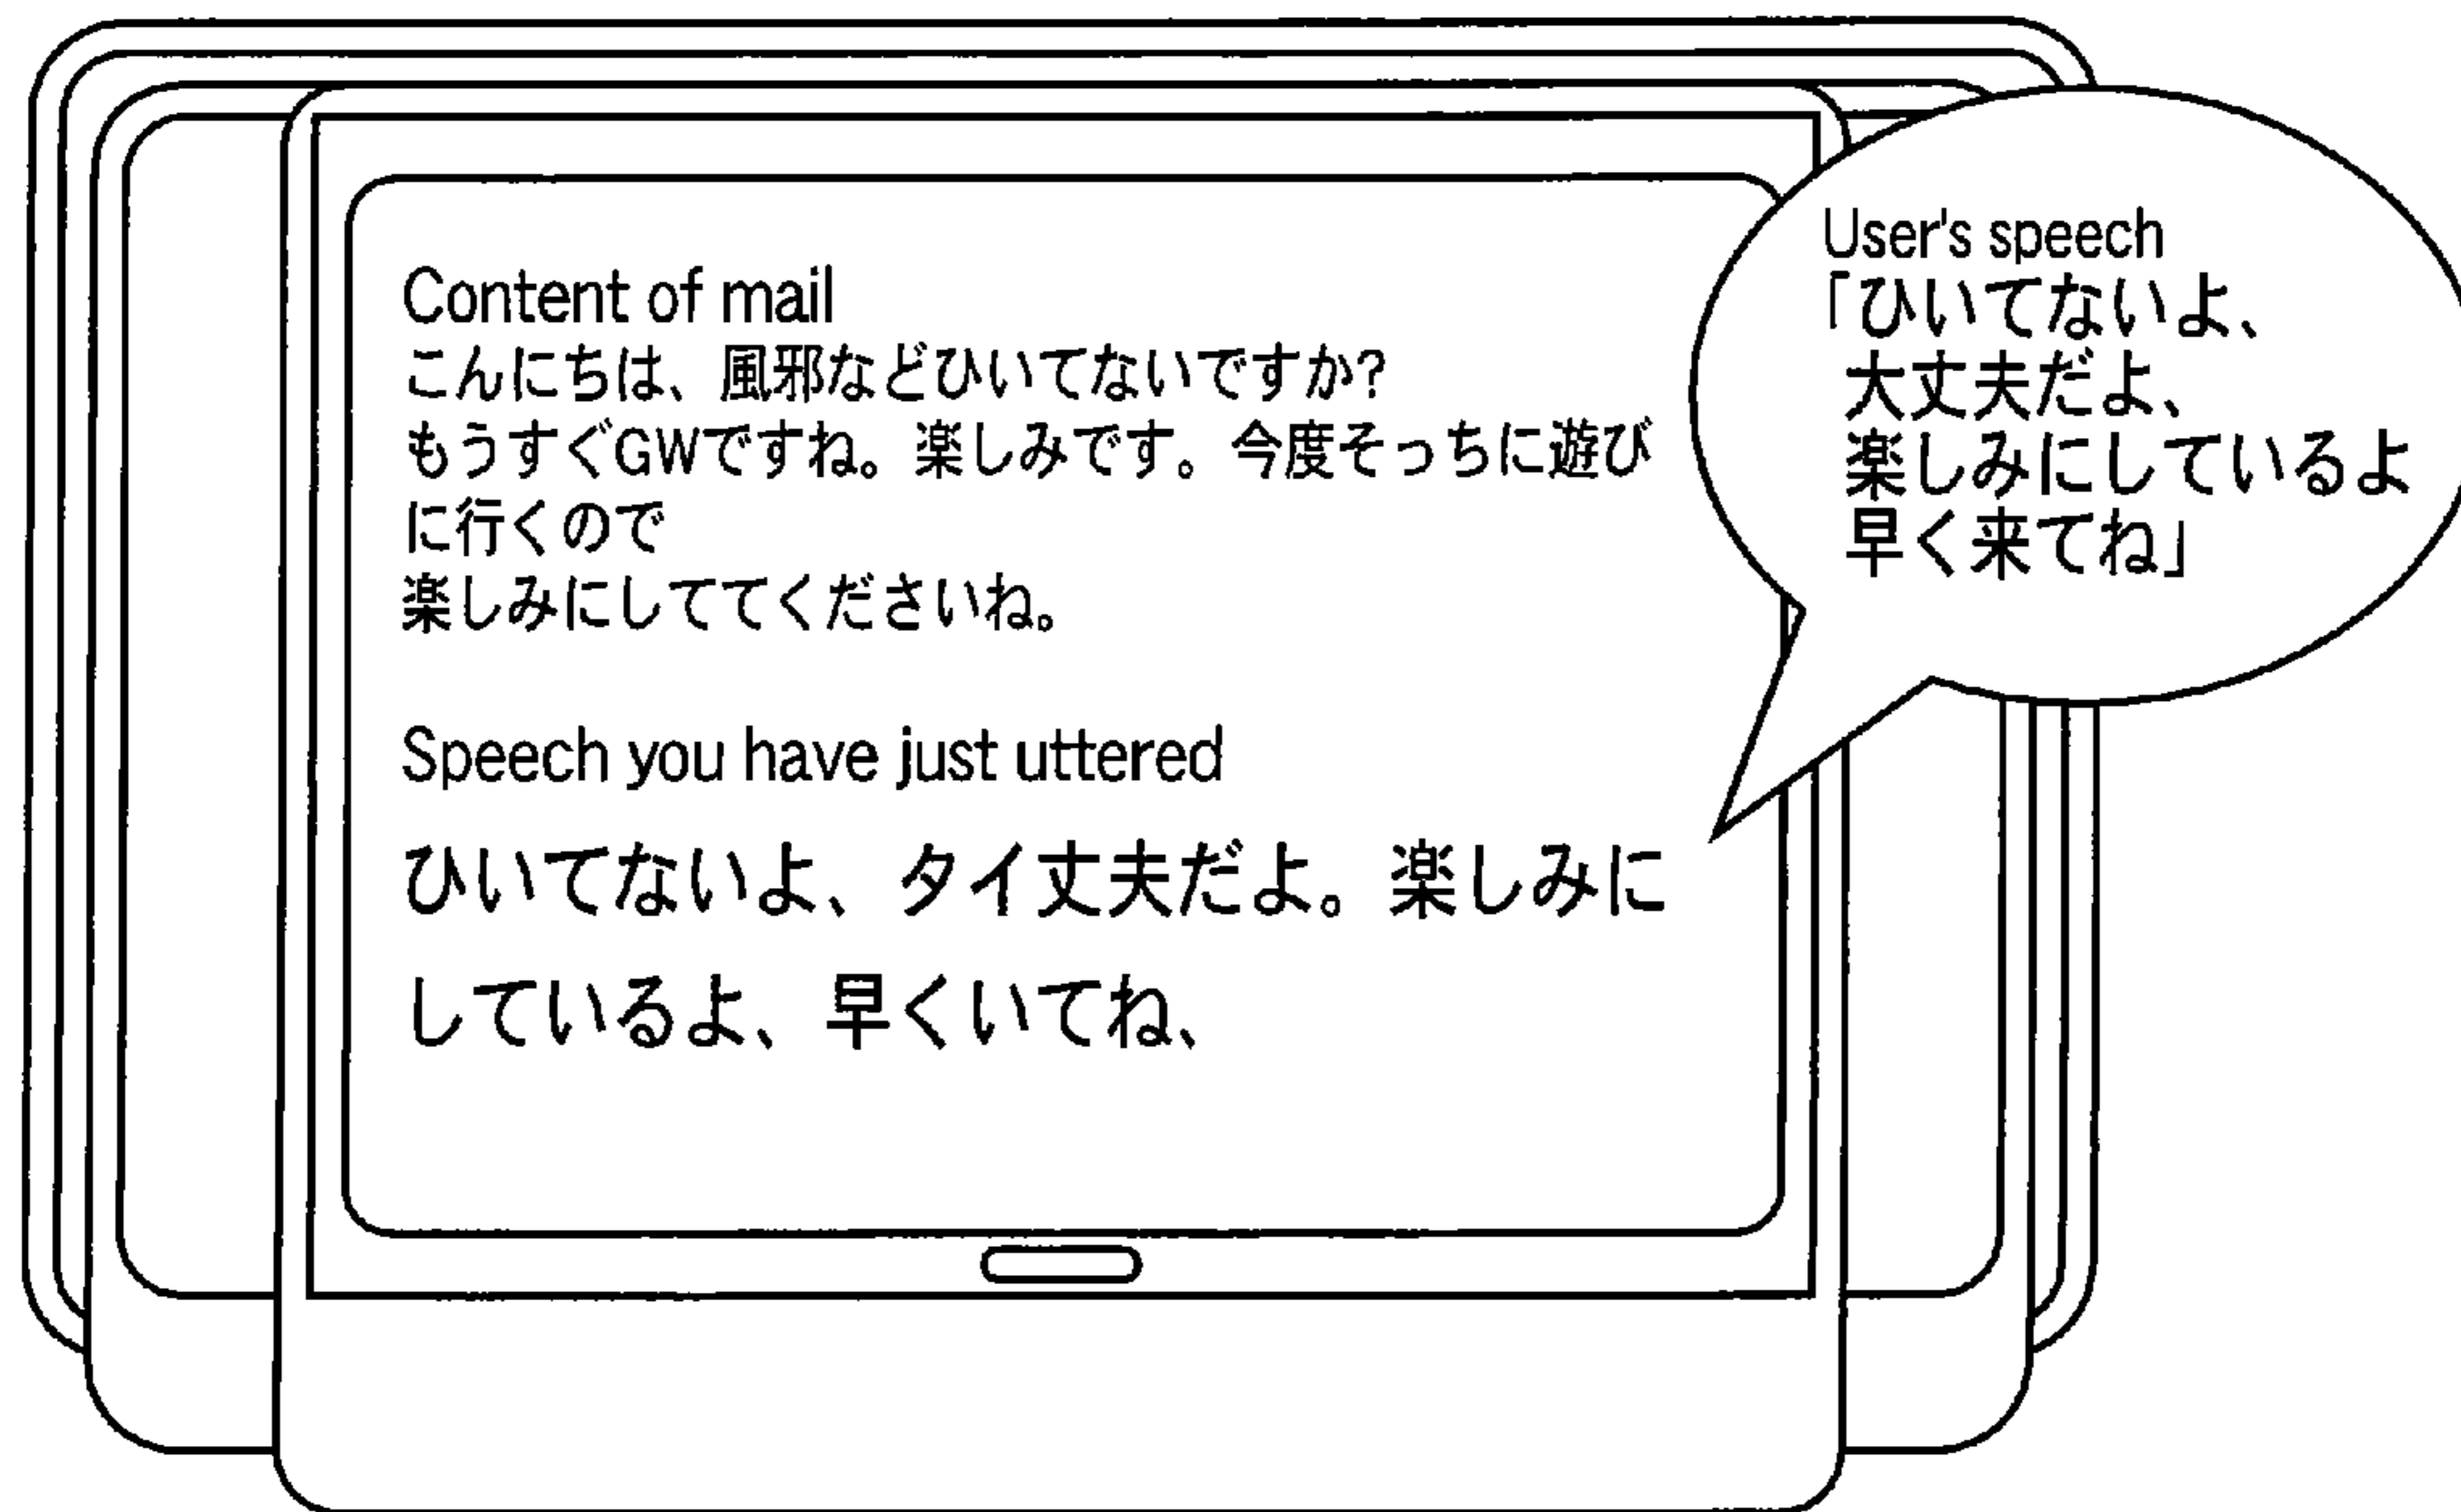 Content of mail
こんにちは、風邪などひいてないですか?
もうすぐGWですね。楽しみです。今度そっちに遊び
に行くので
楽しみにしててくださいね。
Speech you have just uttered
ひいてないよ、タイ丈夫だよ。楽しみに
しているよ、早くいてね、
User's speech
「ひいてないよ、
大丈夫だよ、
楽しみにしているよ
早く来てね」